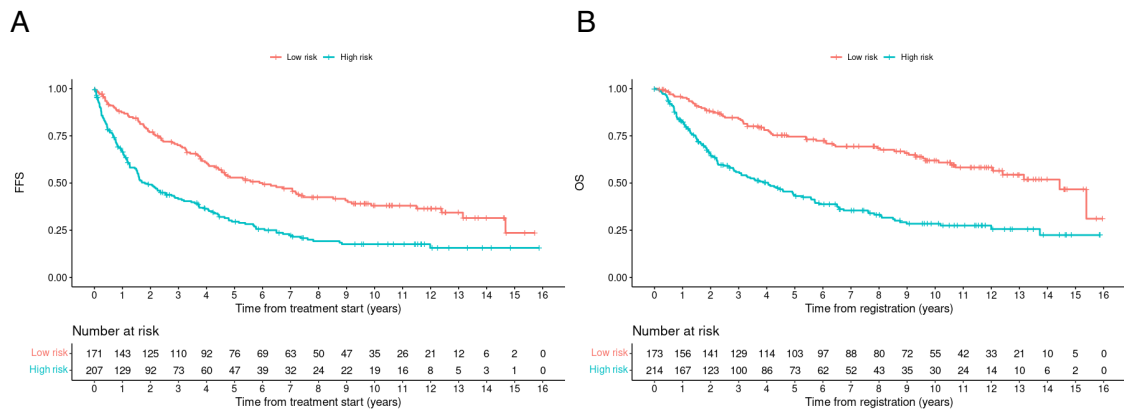 A
Low risk High risk
FFS
1.00
0.75
0.50
0.25
0.00
0 1 2 3 4 5 6 7 8 9 10 11 12 13 14 15 16
Time from treatment start (years)
Number at risk
Low risk 171 143 125 110 92 76 69 63 50 47 35 26 21 12 6 2 0
High risk 207 129 92 73 60 47 39 32 24 22 19 16 8 5 3 1 0
0 1 2 3 4 5 6 7 8 9 10 11 12 13 14 15 16
Time from treatment start (years)
B
Low risk High risk
OS
1.00
0.75
0.50
0.25
0.00
0 1 2 3 4 5 6 7 8 9 10 11 12 13 14 15 16
Time from registration (years)
Number at risk
Low risk 173 156 141 129 114 103 97 88 80 72 55 42 33 21 10 5 0
High risk 214 167 123 100 86 73 62 52 43 35 30 24 14 10 6 2 0
0 1 2 3 4 5 6 7 8 9 10 11 12 13 14 15 16
Time from registration (years)